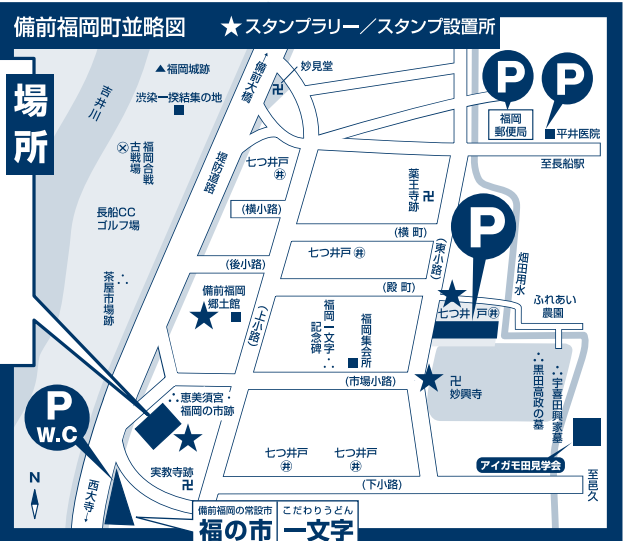 備前福岡町並略図
★スタンプラリー／スタンプ設置所
場所
↑備前大橋
妙見堂
卍
▲福岡城跡
渋染一揆結集の地
吉井川
福岡合戦
古戦場
堤防道路
七つ井戸
井
P
P
福岡
郵便局
平井医院
至長船駅
薬王寺跡
卍
長船CC
ゴルフ場
(横小路)
(横町)
P
(東小路)
七つ井戸 井
(後小路)
(殿町)
畑田用水
茶屋市場跡
備前福岡
郷土館
(上小路)
福岡一文字
記念碑
福岡集会所
七つ井戸 井
ふれあい
農園
(市場小路)
卍
妙興寺
黒田高政の墓
宇喜田興家墓
P
W.C
恵美須宮・
福岡の市跡
七つ井戸
井
七つ井戸
井
アイガモ田見学会
実教寺跡
卍
(下小路)
至邑久
N
西大寺↓
備前福岡の常設市
福の市
こだわりうどん
一文字